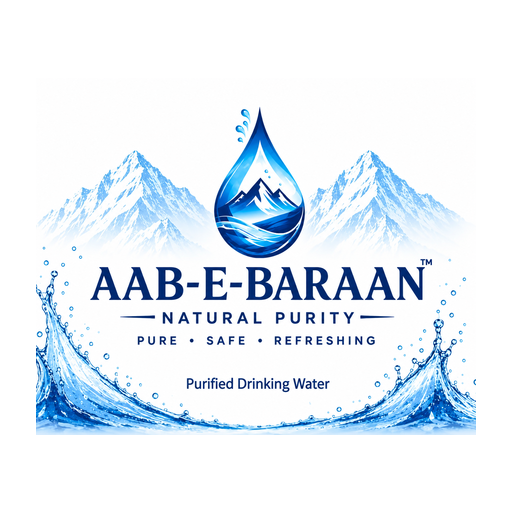 AAB-E-BARAAN™
NATURAL PURITY
PURE • SAFE • REFRESHING
Purified Drinking Water